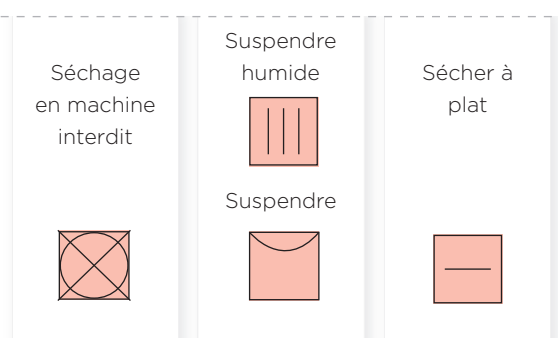 Séchage
en machine
interdit
Suspendre
humide
Suspendre
Sécher à
plat